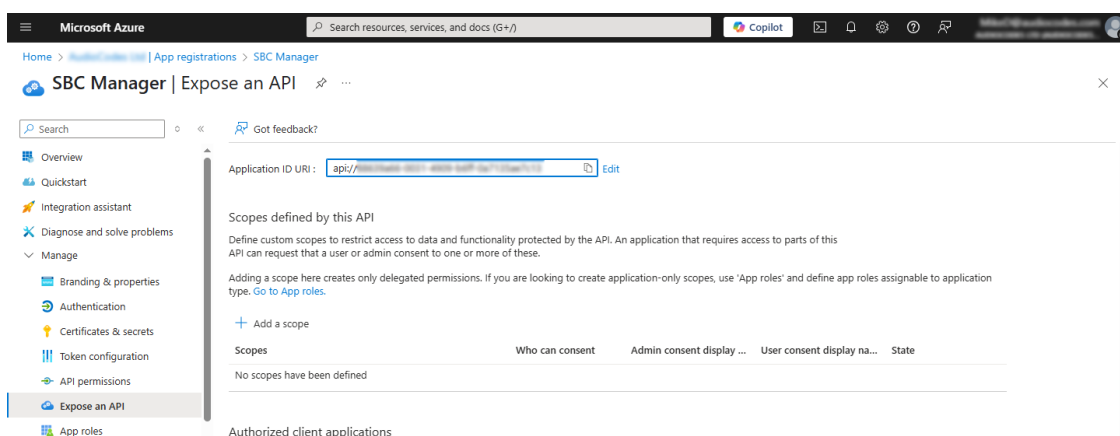 Microsoft Azure
Search resources, services, and docs (G+/)
Copilot
Home > | App registrations > SBC Manager
SBC Manager | Expose an API
Search
Got feedback?
Overview
Application ID URI : api:// Edit
Quickstart
Integration assistant
Scopes defined by this API
Diagnose and solve problems
Define custom scopes to restrict access to data and functionality protected by the API. An application that requires access to parts of this
API can request that a user or admin consent to one or more of these.
Manage
Branding & properties
Adding a scope here creates only delegated permissions. If you are looking to create application-only scopes, use 'App roles' and define app roles assignable to application
type. Go to App roles.
Authentication
Certificates & secrets
Add a scope
Token configuration
Scopes Who can consent Admin consent display ... User consent display na... State
API permissions
No scopes have been defined
Expose an API
App roles
Authorized client applications